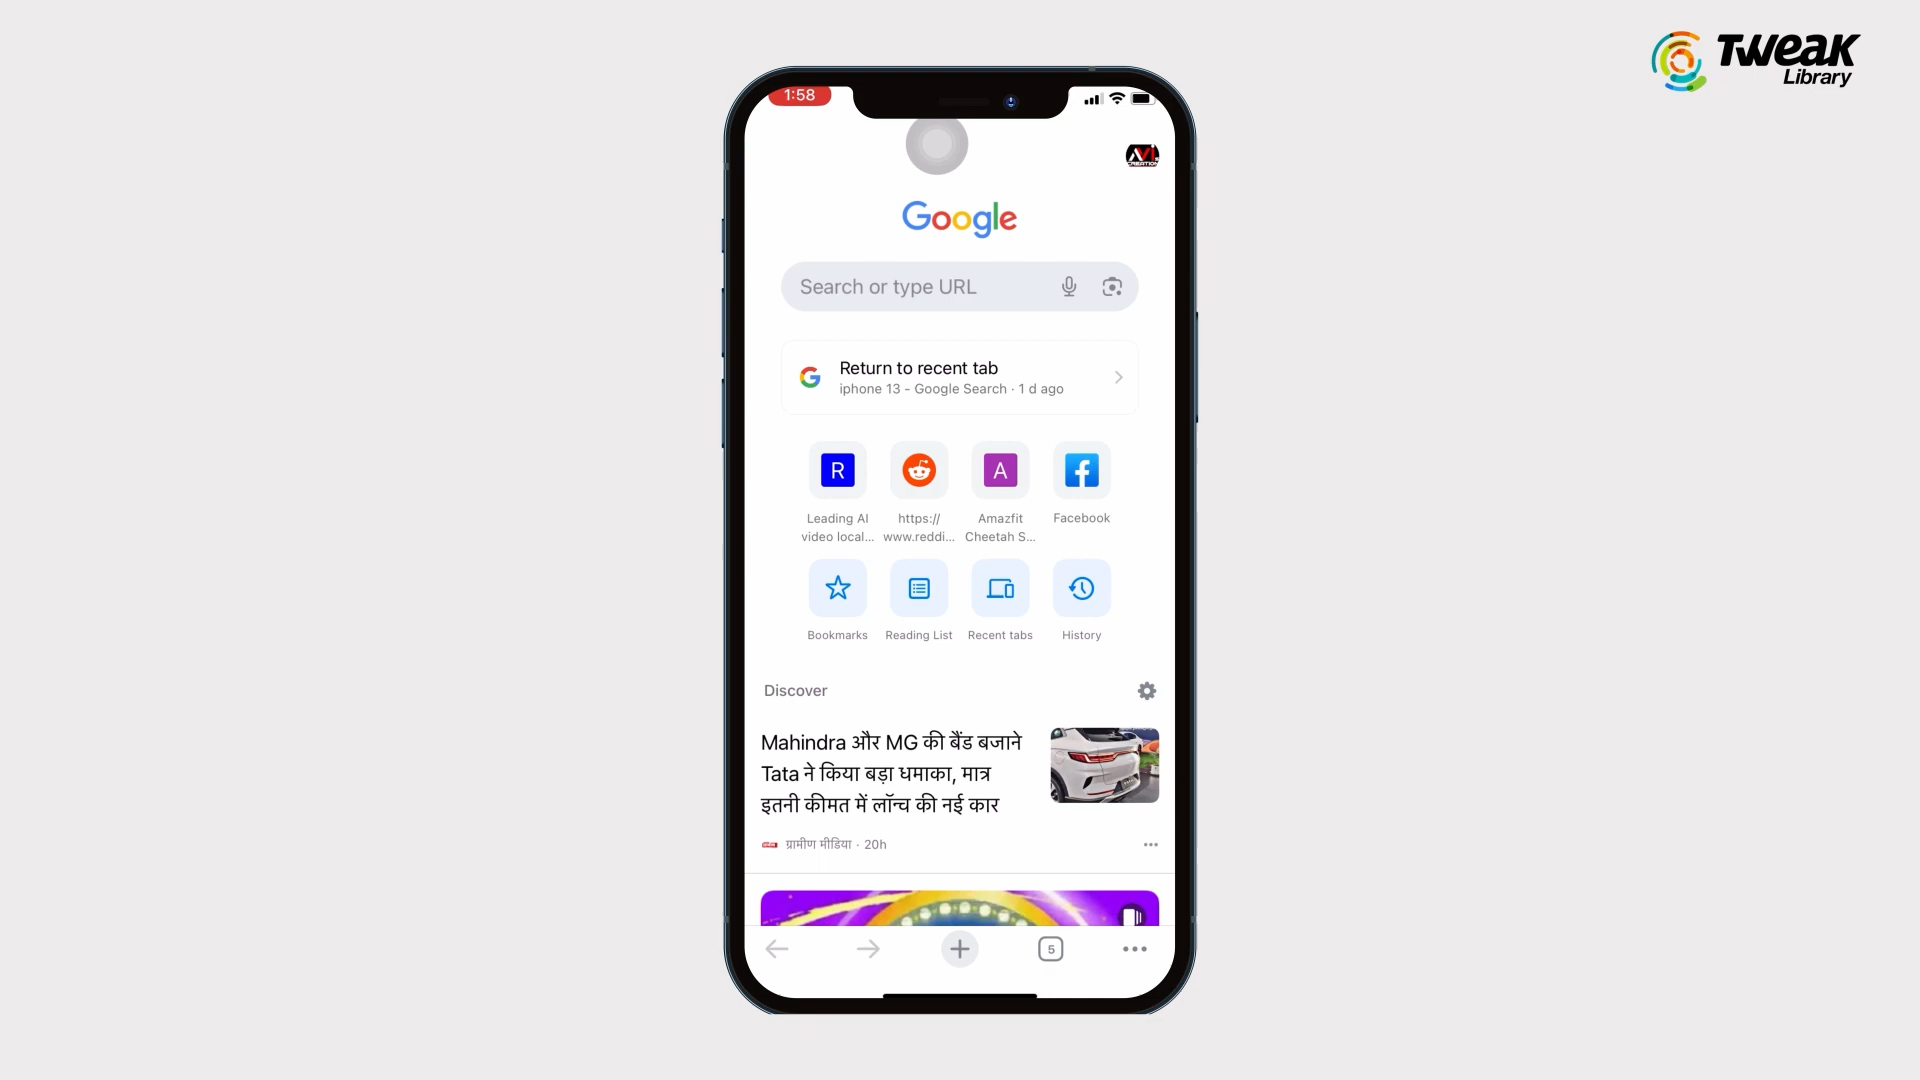 TWeaK
Library
1:58
AVI
CREATION
Google
Search or type URL
Return to recent tab
iphone 13 - Google Search · 1 d ago
R
A
Leading AI
video local...
https://
www.reddi...
Amazfit
Cheetah S...
Facebook
Bookmarks
Reading List
Recent tabs
History
Discover
Mahindra और MG की बैंड बजाने
Tata ने किया बड़ा धमाका, मात्र
इतनी कीमत में लॉन्च की नई कार
ग्रामीण मीडिया · 20h
5